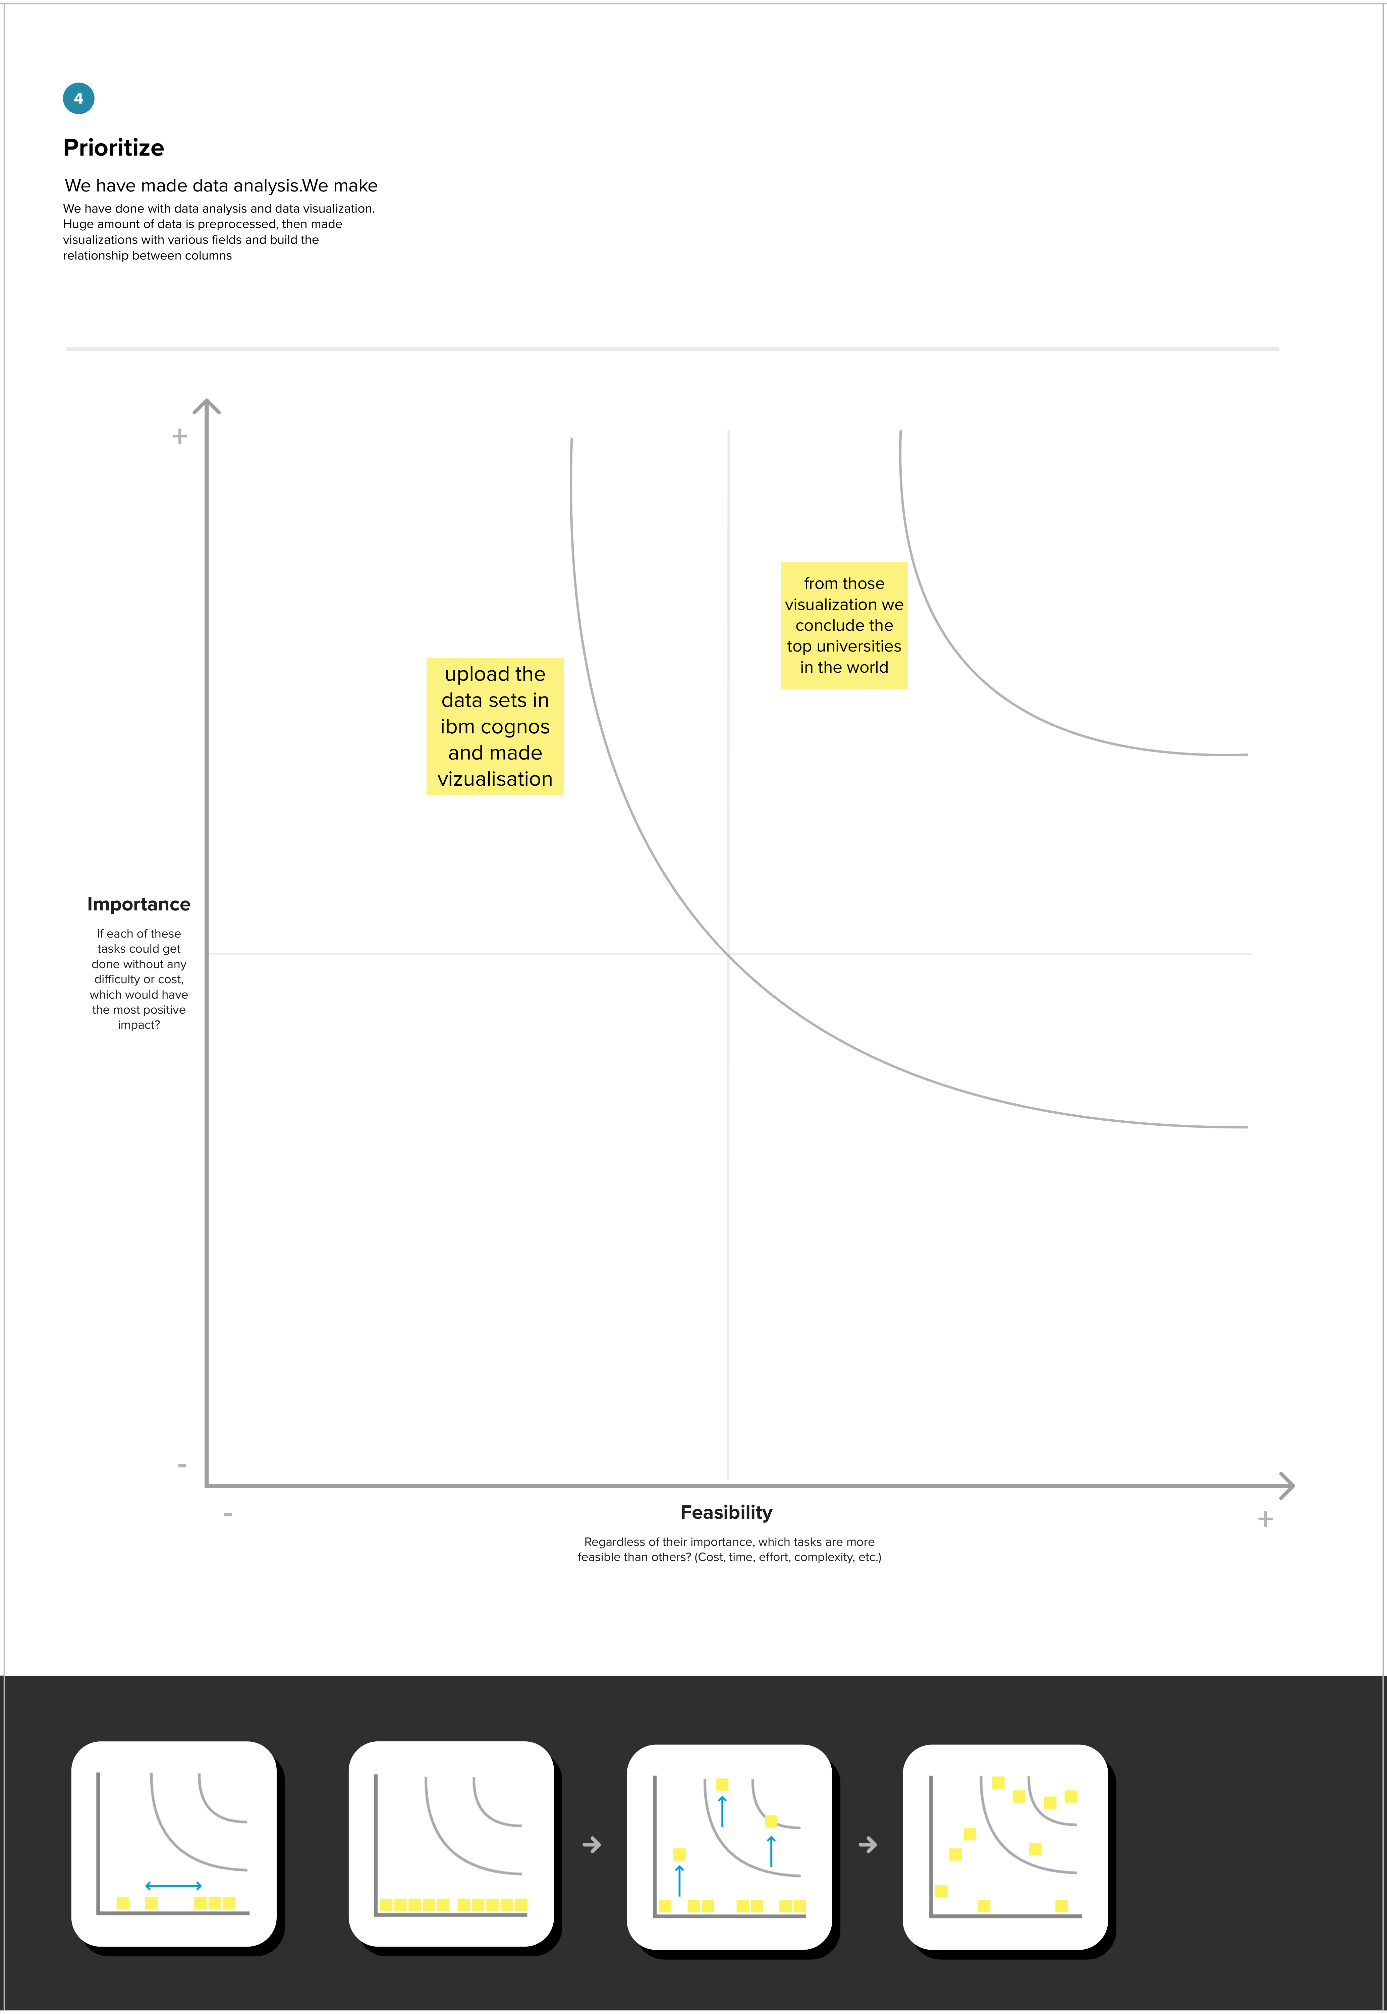 4
Prioritize
We have made data analysis.We make
We have done with data analysis and data visualization.
Huge amount of data is preprocessed, then made
visualizations with various fields and build the
relationship between columns
+
from those
visualization we
conclude the
top universities
in the world
upload the
data sets in
ibm cognos
and made
vizualisation
Importance
If each of these
tasks could get
done without any
difficulty or cost,
which would have
the most positive
impact?
-
-
Feasibility
+
Regardless of their importance, which tasks are more
feasible than others? (Cost, time, effort, complexity, etc.)